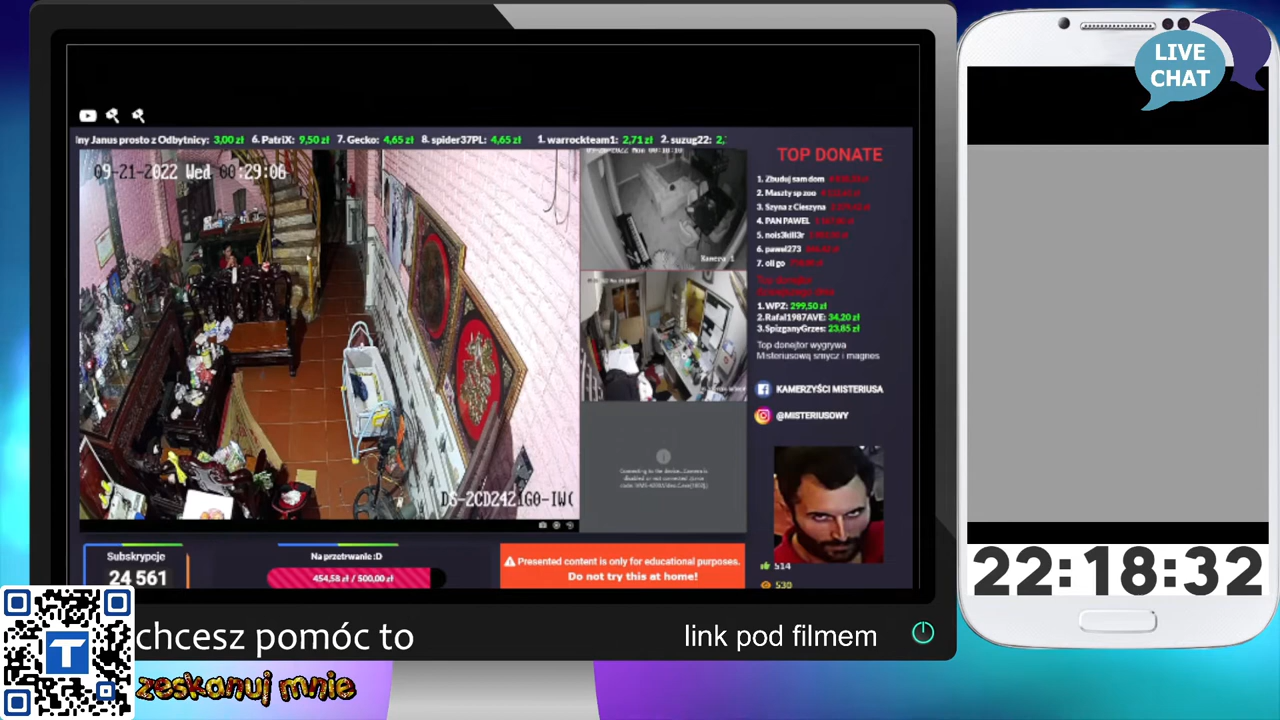 LIVE
CHAT
ny Janus prosto z Odbytnicy: 3,00 zł 6. PatriX: 9,50 zł 7. Gecko: 4,65 zł 8. spider37PL: 4,65 zł 1. warrockteam1: 2,71 zł 2. suzug22: 2,
09-21-2022 Wed 00:29:06
Kamera 1
DS-2CD2421G0-IW(
TOP DONATE
1. Zbuduj sam dom
2. Maszty sp zoo
3. Szyna z Cieszyna
4. PAN PAWEL
5. nois3kill3r
6. pawel273
7. oli go
1. WPZ: 299,50 zł
2.Rafal1987AVE: 34,20 zł
3.SpizganyGrzes: 23,85 zł
Top donejtor wygrywa
Misteriusową smycz i magnes
KAMERZYŚCI MISTERIUSA
@MISTERIUSOWY
514
530
Subskrypcje
24 561
Na przetrwanie :D
454,58 zł / 500,00 zł
Presented content is only for educational purposes.
Do not try this at home!
22:18:32
chcesz pomóc to
link pod filmem
T
zeskanuj mnie